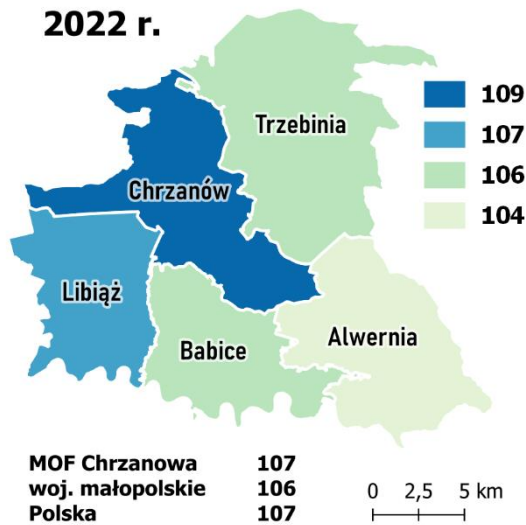 2022 r.
109
107
106
104
Trzebinia
Chrzanów
Libiąż
Babice
Alwernia
MOF Chrzanowa 107
woj. małopolskie 106
Polska 107
0 2,5 5 km